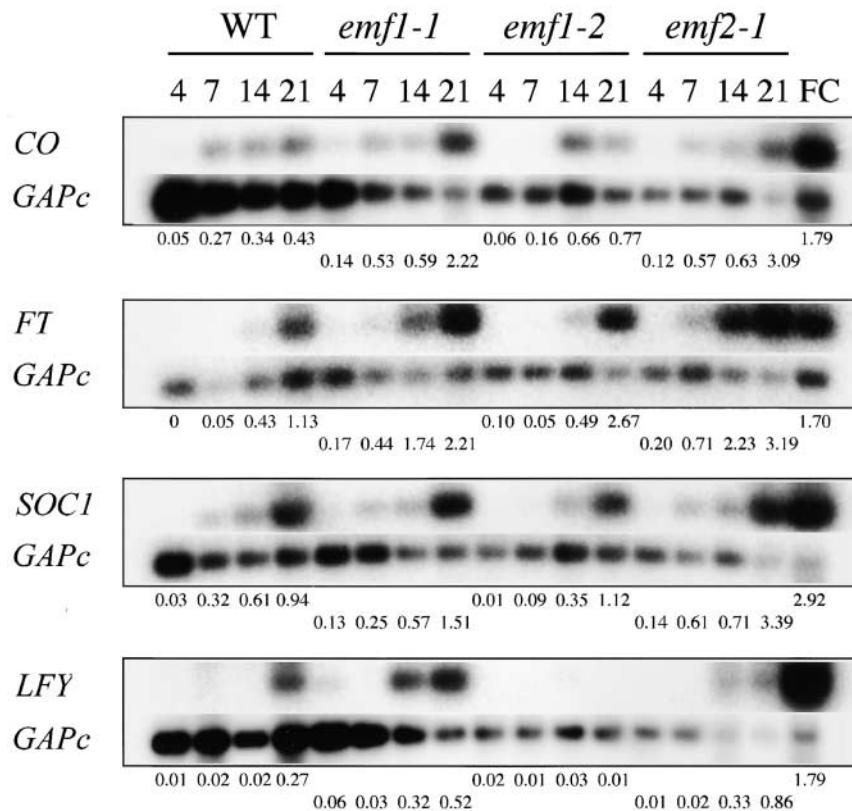 WT emf1-1 emf1-2 emf2-1
4 7 14 21 4 7 14 21 4 7 14 21 4 7 14 21 FC
CO
GAPc
0.05 0.27 0.34 0.43 0.06 0.16 0.66 0.77 1.79
0.14 0.53 0.59 2.22 0.12 0.57 0.63 3.09
FT
GAPc
0 0.05 0.43 1.13 0.10 0.05 0.49 2.67 1.70
0.17 0.44 1.74 2.21 0.20 0.71 2.23 3.19
SOC1
GAPc
0.03 0.32 0.61 0.94 0.01 0.09 0.35 1.12 2.92
0.13 0.25 0.57 1.51 0.14 0.61 0.71 3.39
LFY
GAPc
0.01 0.02 0.02 0.27 0.02 0.01 0.03 0.01 1.79
0.06 0.03 0.32 0.52 0.01 0.02 0.33 0.86